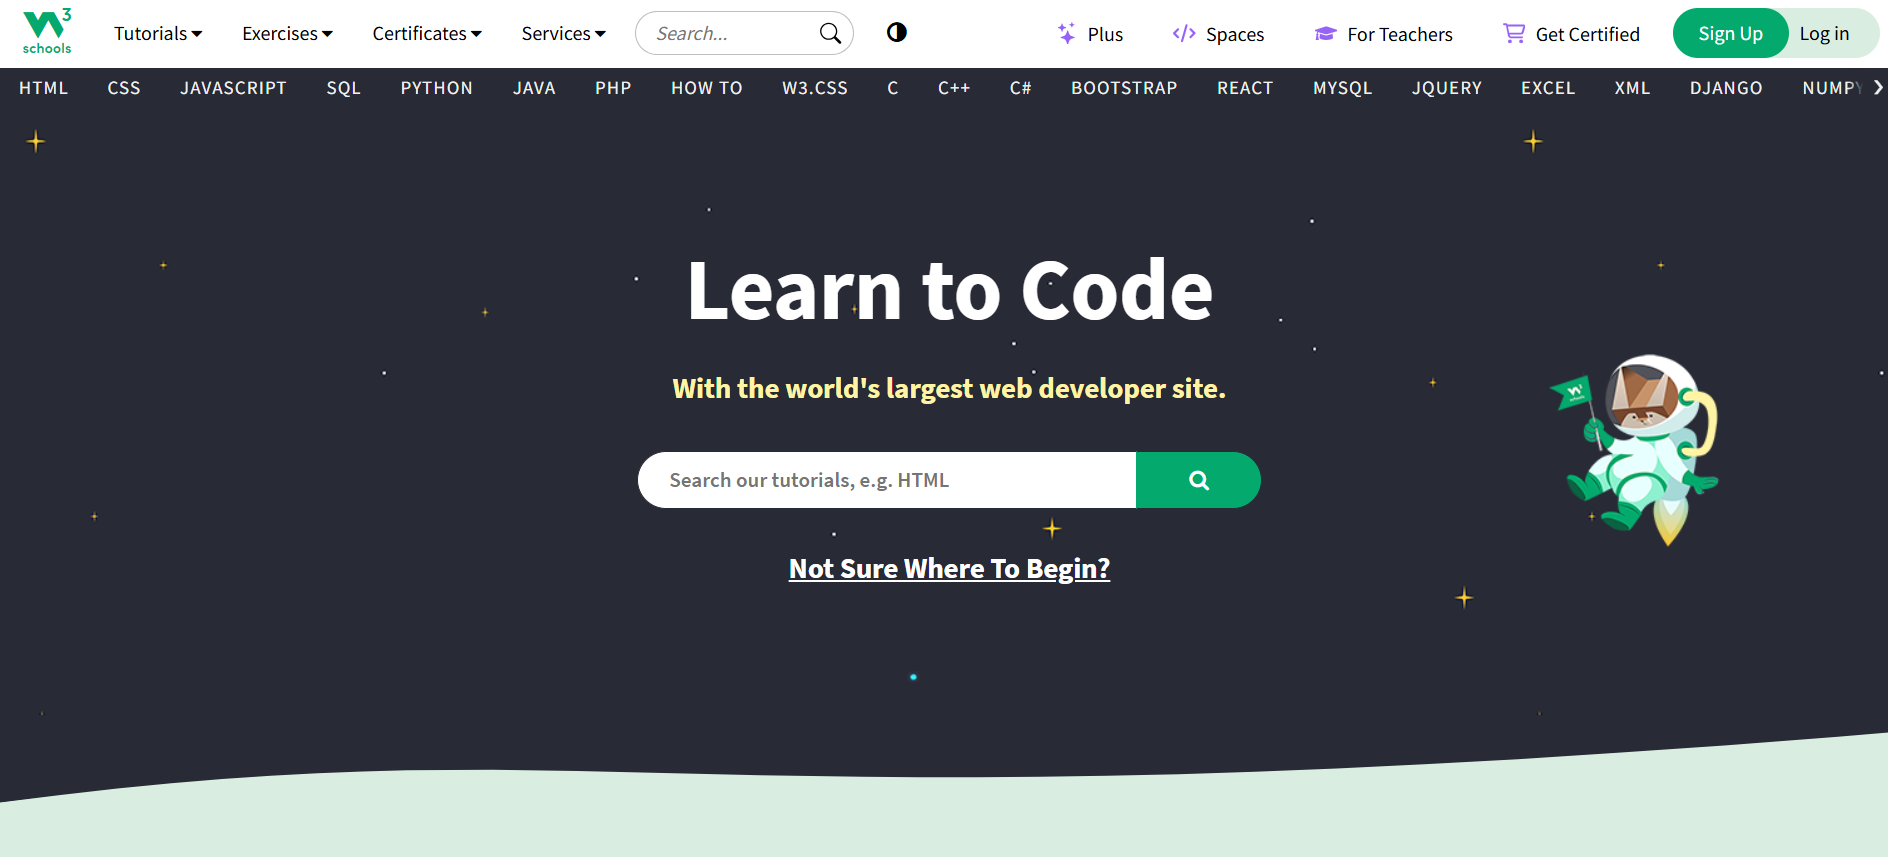 W3 schools
Tutorials Exercises Certificates Services Search... Plus Spaces For Teachers Get Certified Sign Up Log in
HTML CSS JAVASCRIPT SQL PYTHON JAVA PHP HOW TO W3.CSS C C++ C# BOOTSTRAP REACT MYSQL JQUERY EXCEL XML DJANGO NUMPY
Learn to Code
With the world's largest web developer site.
Search our tutorials, e.g. HTML
Not Sure Where To Begin?